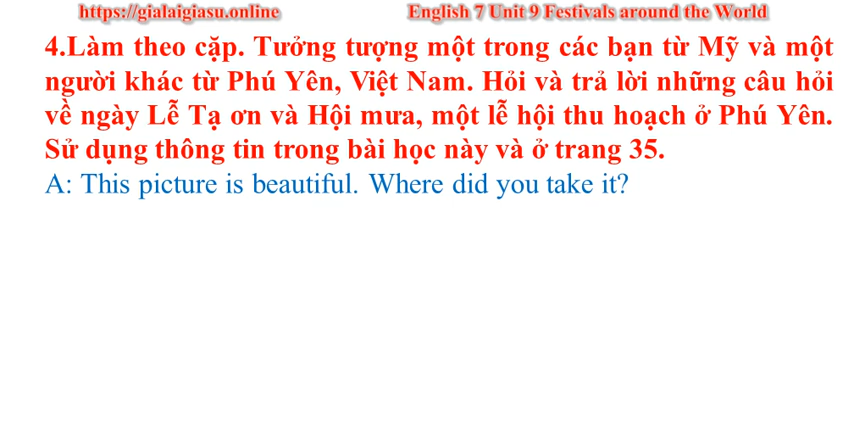 https://gialaigiasu.online English 7 Unit 9 Festivals around the World
4.Làm theo cặp. Tưởng tượng một trong các bạn từ Mỹ và một
người khác từ Phú Yên, Việt Nam. Hỏi và trả lời những câu hỏi
về ngày Lễ Tạ ơn và Hội mưa, một lễ hội thu hoạch ở Phú Yên.
Sử dụng thông tin trong bài học này và ở trang 35.
A: This picture is beautiful. Where did you take it?